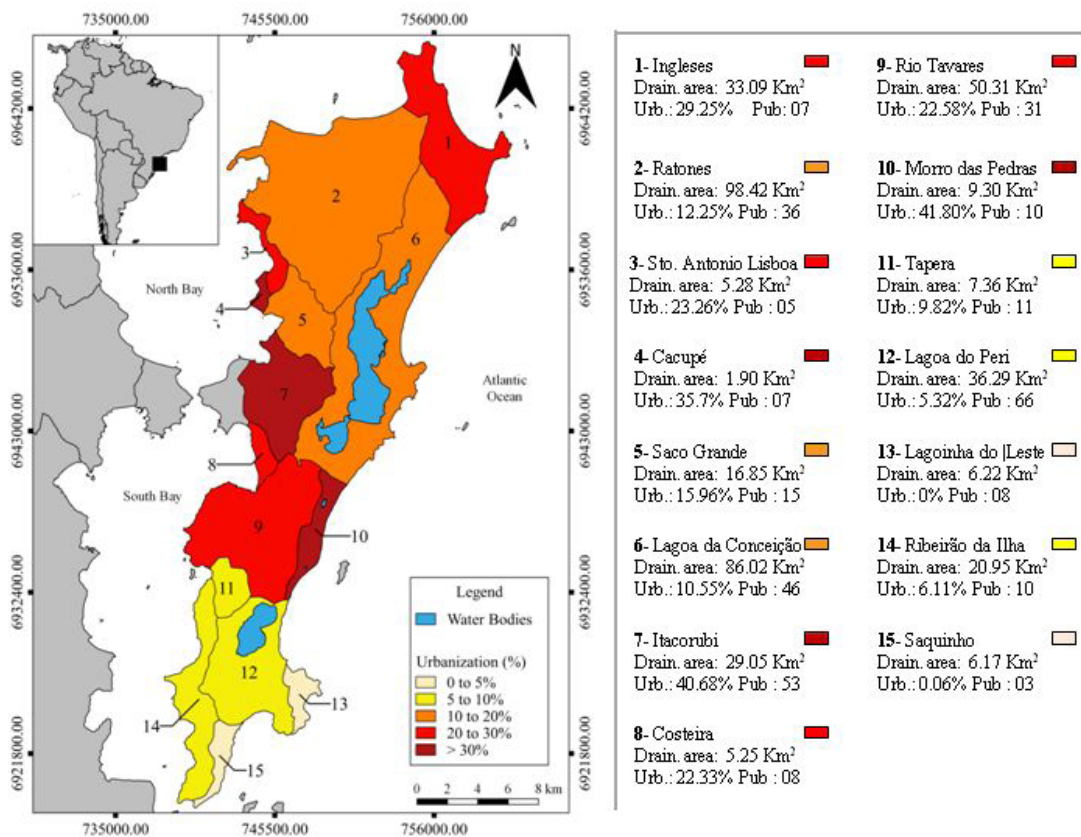 735000.00 745500.00 756000.00
N
6964200.00
6953600.00
6943000.00
6932400.00
6921800.00
6964200.00
6953600.00
6943000.00
6932400.00
6921800.00
1
2
6
3
North Bay
4
5
Atlantic
Ocean
7
8
South Bay
9
10
11
12
13
14
15
Legend
Water Bodies
Urbanization (%)
0 to 5%
5 to 10%
10 to 20%
20 to 30%
> 30%
0 2 4 6 8 km
735000.00 745500.00 756000.00
1- Ingleses
Drain. area: 33.09 Km²
Urb.: 29.25% Pub: 07
2- Ratones
Drain. area: 98.42 Km²
Urb.: 12.25% Pub : 36
3- Sto. Antonio Lisboa
Drain. area: 5.28 Km²
Urb.: 23.26% Pub : 05
4- Cacupé
Drain. area: 1.90 Km²
Urb.: 35.7% Pub : 07
5- Saco Grande
Drain. area: 16.85 Km²
Urb.: 15.96% Pub : 15
6- Lagoa da Conceição
Drain. area: 86.02 Km²
Urb.: 10.55% Pub : 46
7- Itacorubi
Drain. area: 29.05 Km²
Urb.: 40.68% Pub : 53
8- Costeira
Drain. area: 5.25 Km²
Urb.: 22.33% Pub : 08
9- Rio Tavares
Drain. area: 50.31 Km²
Urb.: 22.58% Pub : 31
10- Morro das Pedras
Drain. area: 9.30 Km²
Urb.: 41.80% Pub : 10
11- Tapera
Drain. area: 7.36 Km²
Urb.: 9.82% Pub : 11
12- Lagoa do Peri
Drain. area: 36.29 Km²
Urb.: 5.32% Pub : 66
13- Lagoinha do |Leste
Drain. area: 6.22 Km²
Urb.: 0% Pub : 08
14- Ribeirão da Ilha
Drain. area: 20.95 Km²
Urb.: 6.11% Pub : 10
15- Saquinho
Drain. area: 6.17 Km²
Urb.: 0.06% Pub : 03